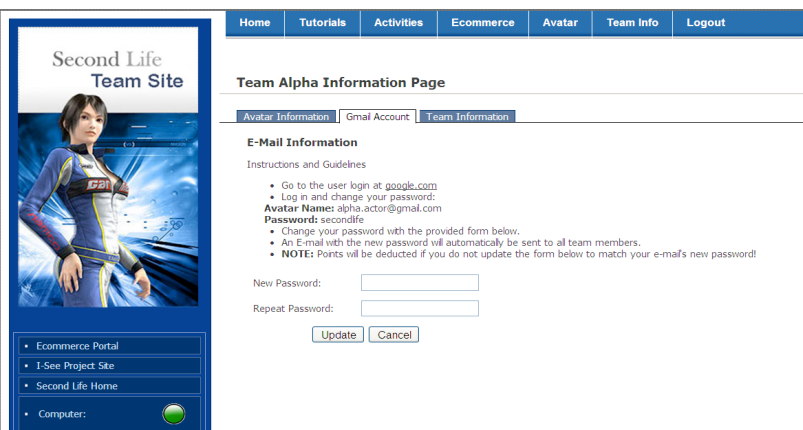 Home Tutorials Activities Ecommerce Avatar Team Info Logout
Second Life
Team Site
Team Alpha Information Page
Avatar Information Gmail Account Team Information
E-Mail Information
Instructions and Guidelines
• Go to the user login at google.com
• Log in and change your password:
Avatar Name: alpha.actor@gmail.com
Password: secondlife
• Change your password with the provided form below.
• An E-mail with the new password will automatically be sent to all team members.
• NOTE: Points will be deducted if you do not update the form below to match your e-mail's new password!
New Password:
Repeat Password:
Update Cancel
• Ecommerce Portal
• I-See Project Site
• Second Life Home
• Computer: